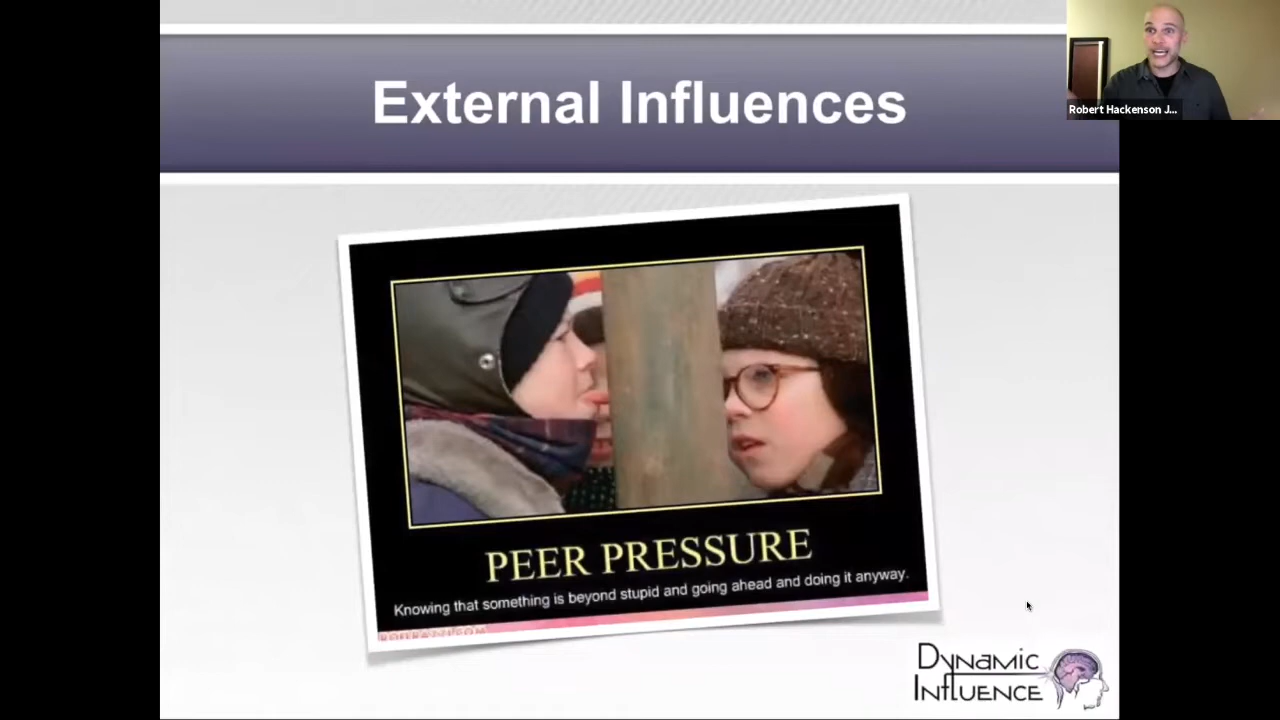 External Influences
Robert Hackenson J...
PEER PRESSURE
Knowing that something is beyond stupid and going ahead and doing it anyway.
Dynamic
Influence